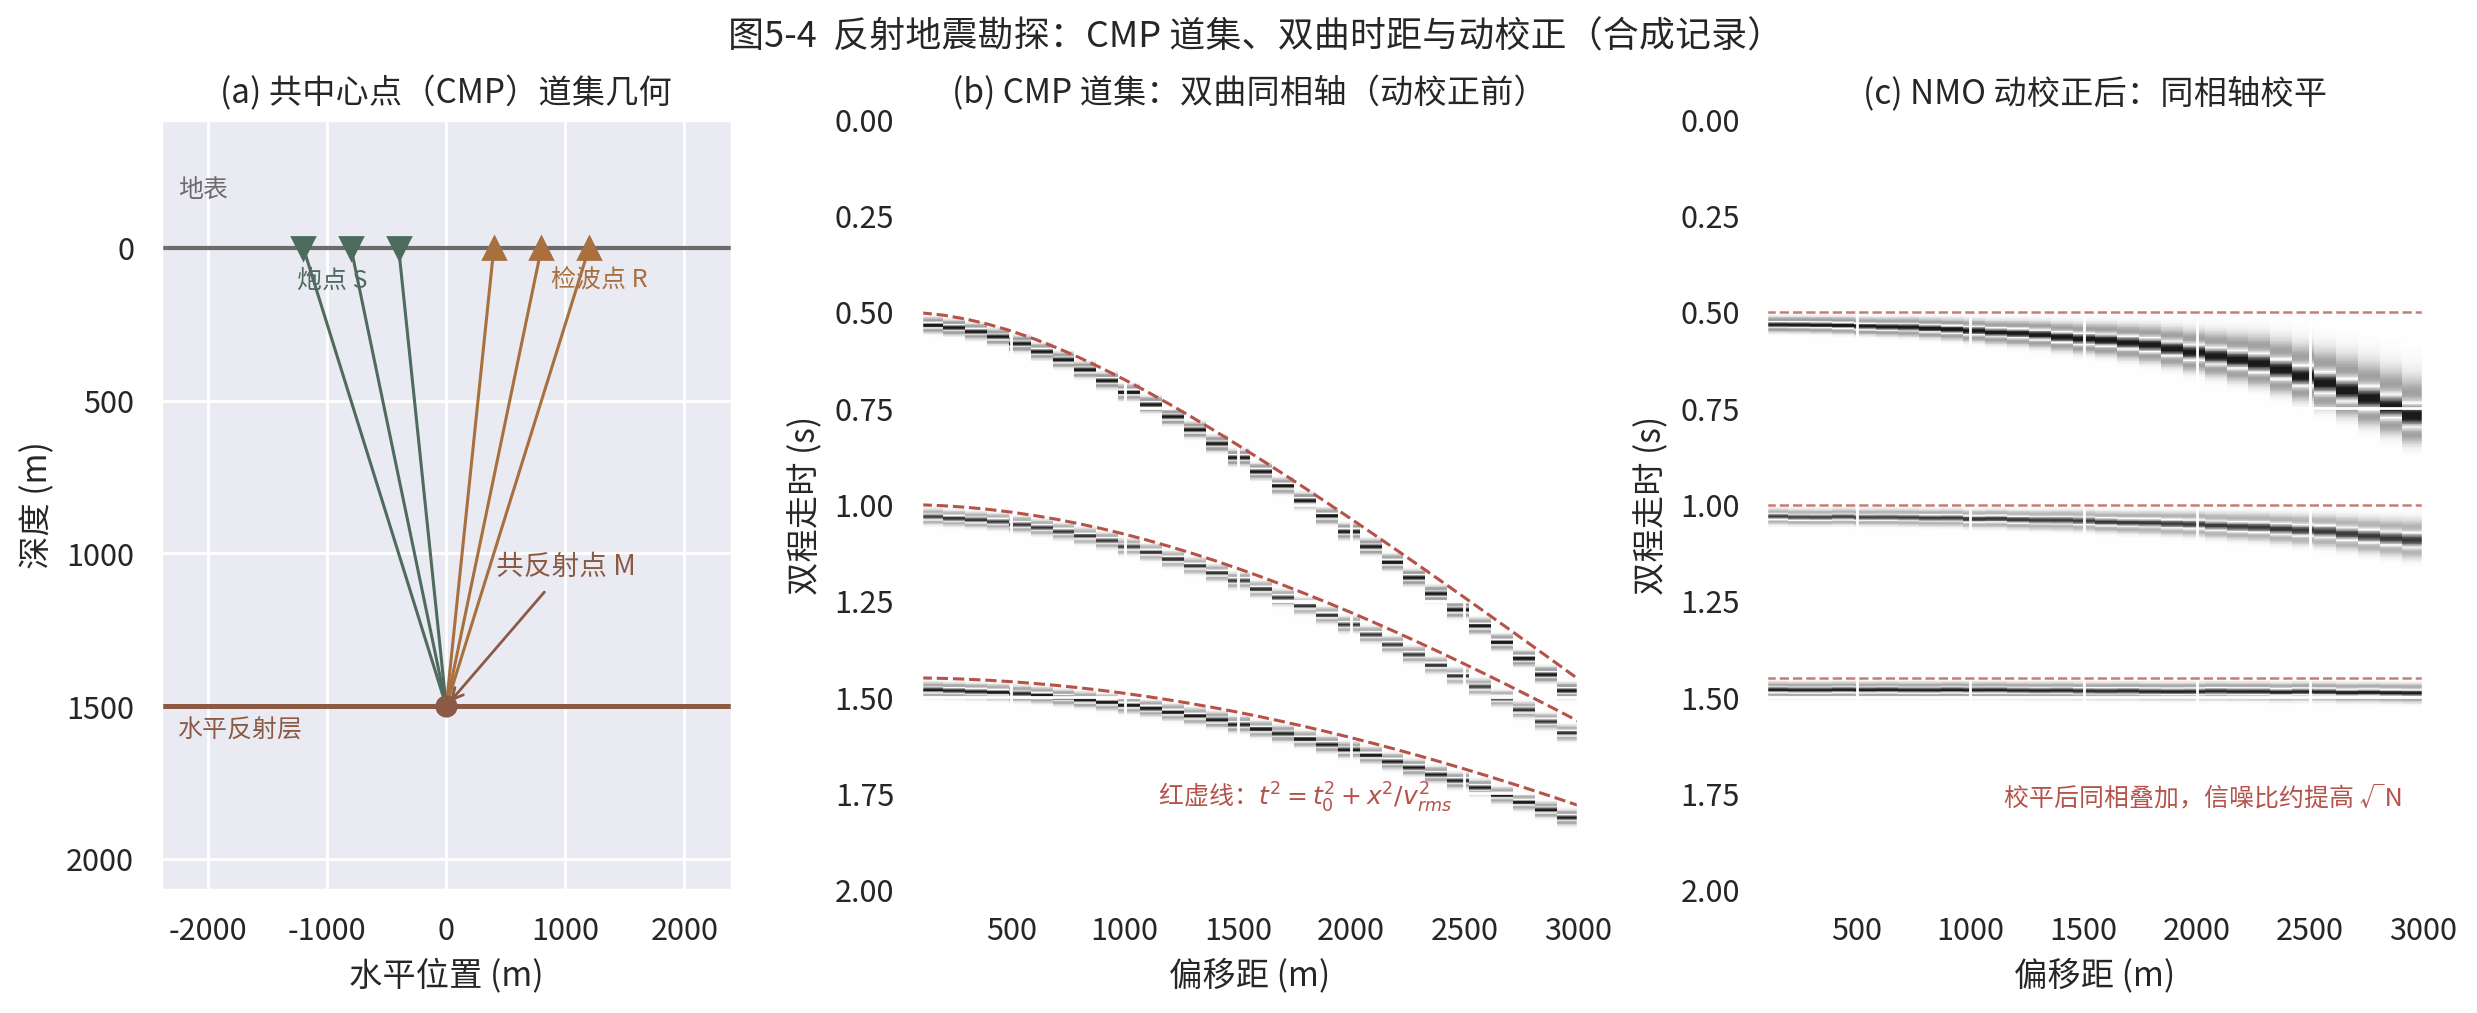 图5-4 反射地震勘探：CMP 道集、双曲时距与动校正（合成记录）
(a) 共中心点（CMP）道集几何
地表
炮点 S
检波点 R
共反射点 M
水平反射层
0
500
1000
1500
2000
深度 (m)
-2000 -1000 0 1000 2000
水平位置 (m)
(b) CMP 道集：双曲同相轴（动校正前）
0.00
0.25
0.50
0.75
1.00
1.25
1.50
1.75
2.00
双程走时 (s)
红虚线：$t^2 = t_0^2 + x^2/v_{rms}^2$
500 1000 1500 2000 2500 3000
偏移距 (m)
(c) NMO 动校正后：同相轴校平
0.00
0.25
0.50
0.75
1.00
1.25
1.50
1.75
2.00
双程走时 (s)
校平后同相叠加，信噪比约提高 √N
500 1000 1500 2000 2500 3000
偏移距 (m)